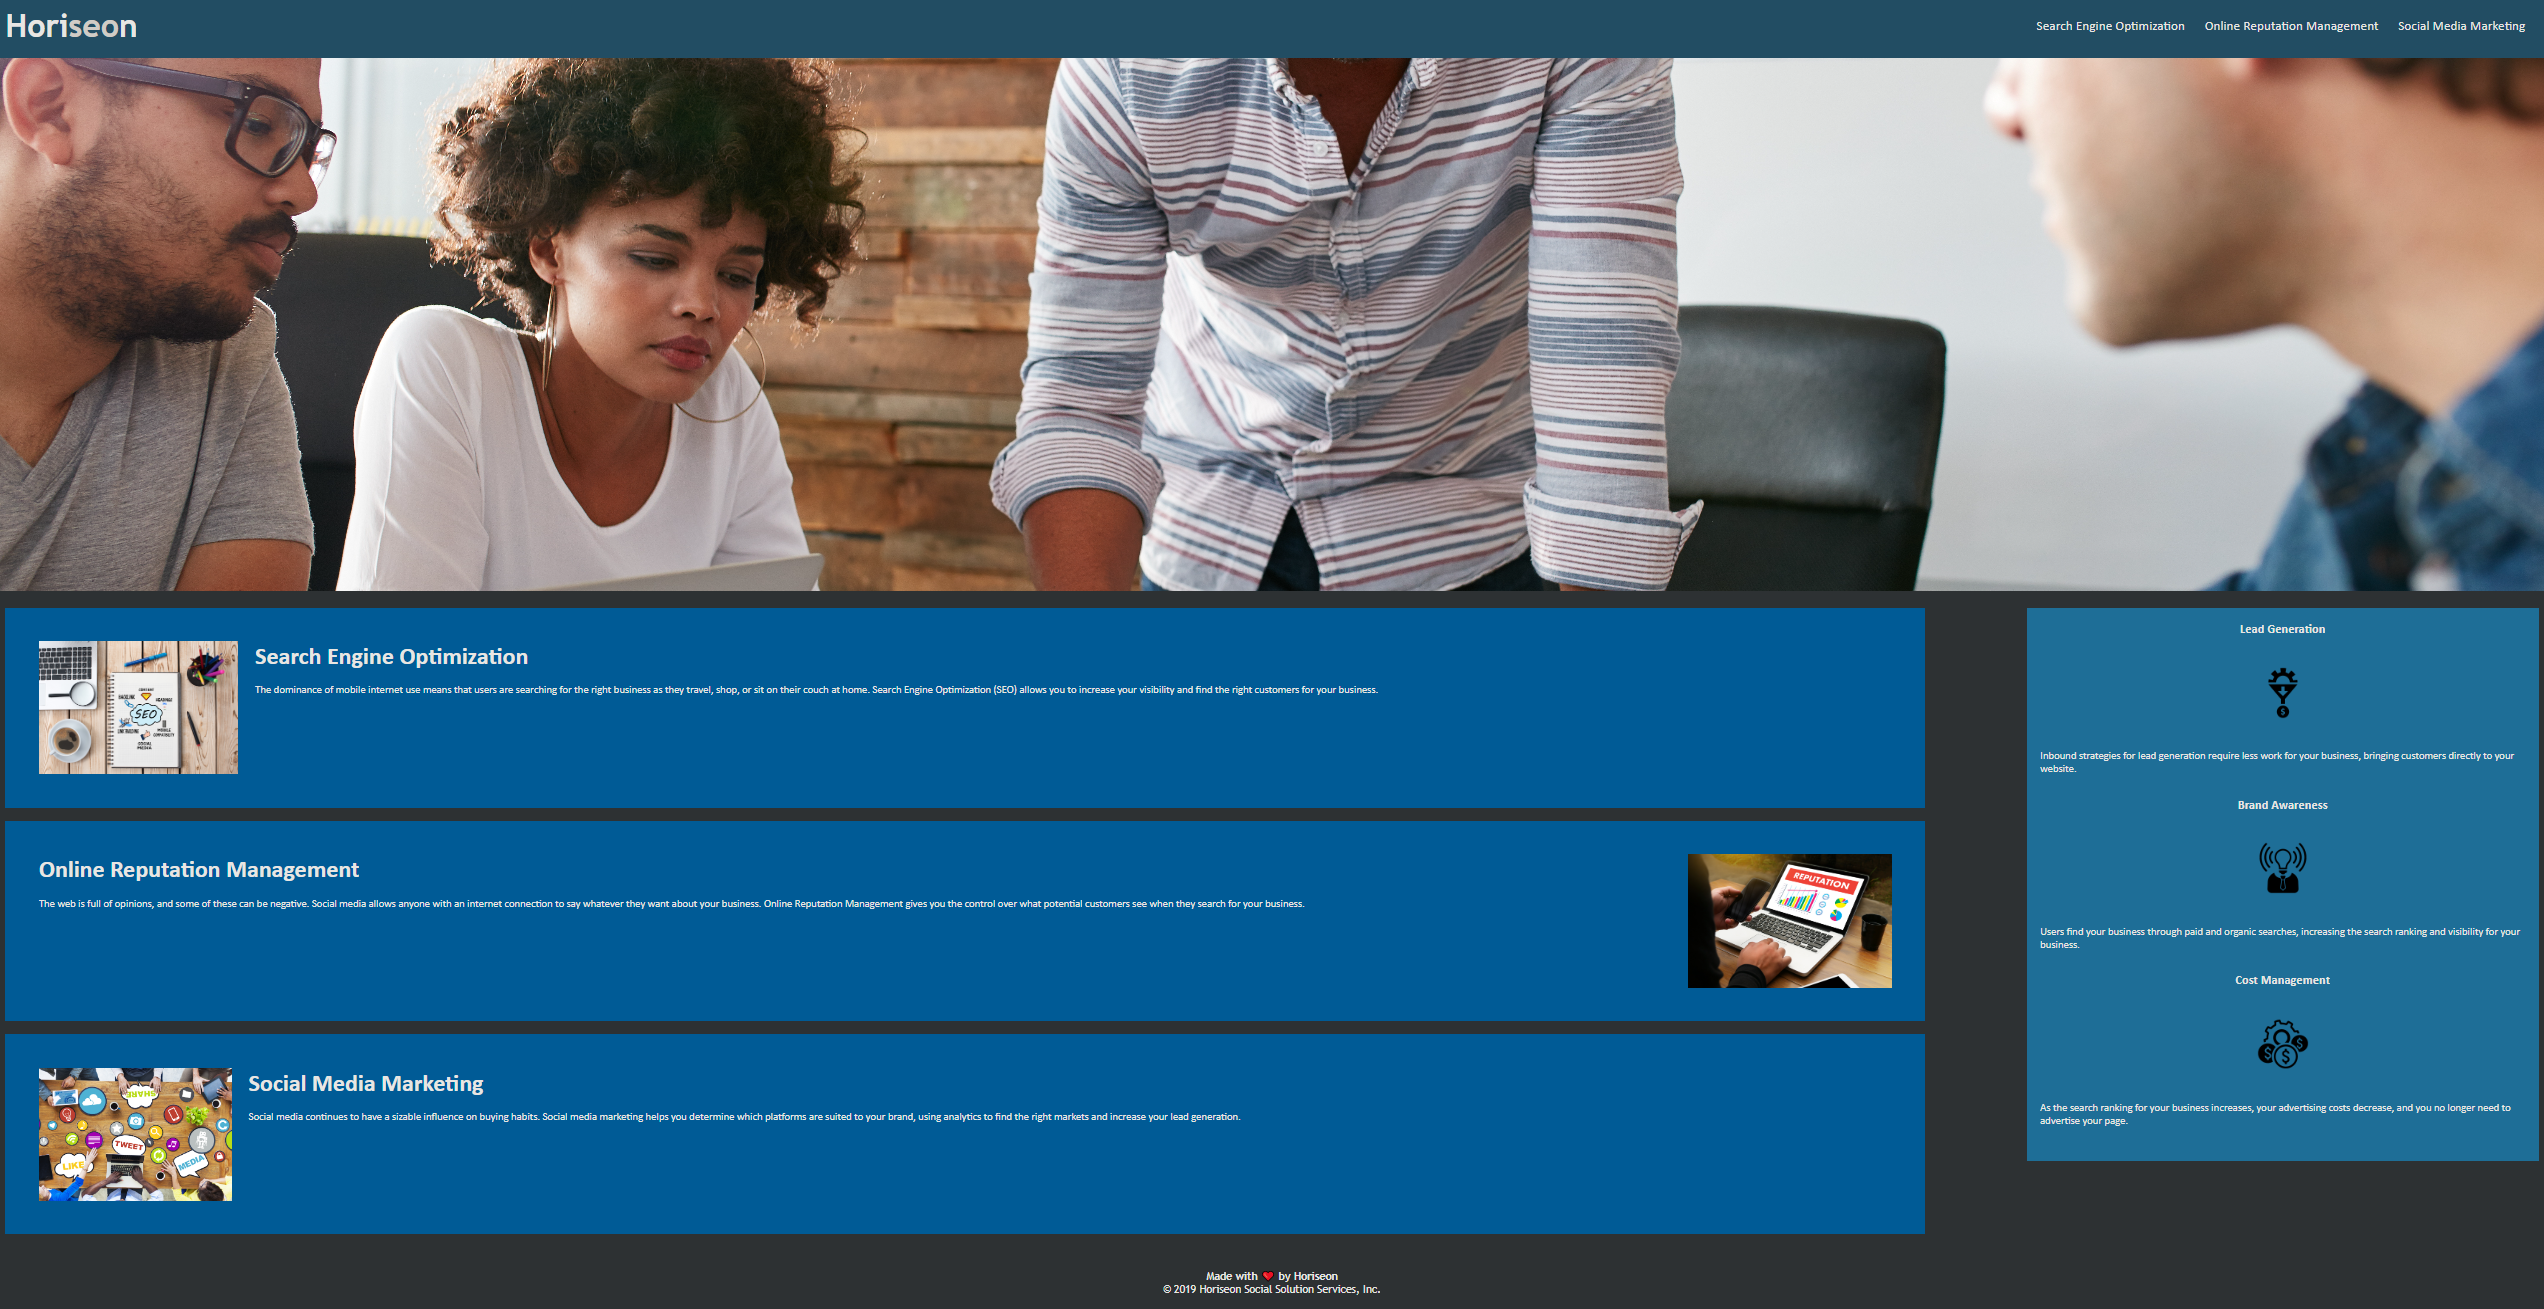 Horiseon
Search Engine Optimization
Online Reputation Management
Social Media Marketing
SEO
Search Engine Optimization
The dominance of mobile internet use means that users are searching for the right business as they travel, shop, or sit on their couch at home. Search Engine Optimization (SEO) allows you to increase your visibility and find the right customers for your business.
Online Reputation Management
The web is full of opinions, and some of these can be negative. Social media allows anyone with an internet connection to say whatever they want about your business. Online Reputation Management gives you the control over what potential customers see when they search for your business.
REPUTATION
SHARE
TWEET
LIKE
MEDIA
Social Media Marketing
Social media continues to have a sizable influence on buying habits. Social media marketing helps you determine which platforms are suited to your brand, using analytics to find the right markets and increase your lead generation.
Lead Generation
Inbound strategies for lead generation require less work for your business, bringing customers directly to your
website.
Brand Awareness
Users find your business through paid and organic searches, increasing the search ranking and visibility for your
business.
Cost Management
As the search ranking for your business increases, your advertising costs decrease, and you no longer need to
advertise your page.
Made with ❤️ by Horiseon
© 2019 Horiseon Social Solution Services, Inc.